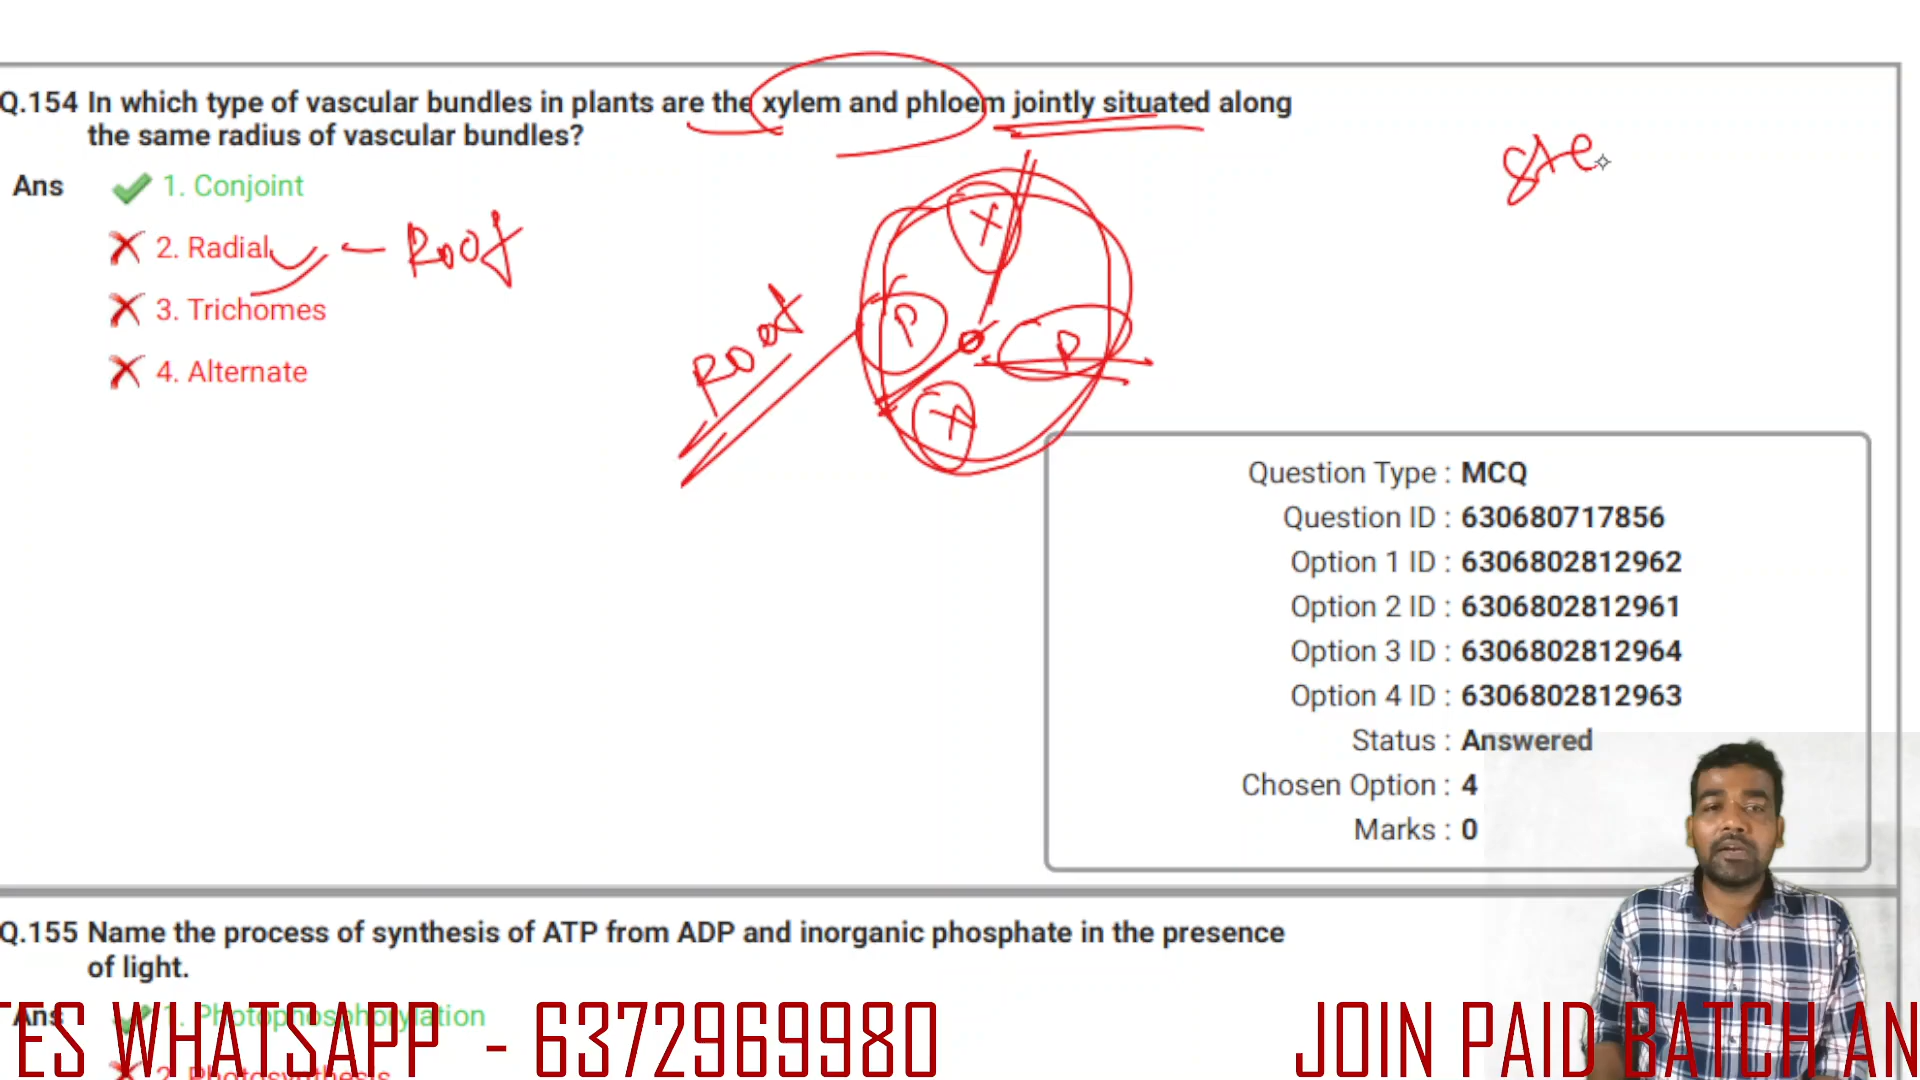 Q.154 In which type of vascular bundles in plants are the xylem and phloem jointly situated along
the same radius of vascular bundles?
Ans 1. Conjoint
2. Radial - Root
3. Trichomes
4. Alternate
Ste
X
P
P
X
Root
Question Type : MCQ
Question ID : 630680717856
Option 1 ID : 6306802812962
Option 2 ID : 6306802812961
Option 3 ID : 6306802812964
Option 4 ID : 6306802812963
Status : Answered
Chosen Option : 4
Marks : 0
Q.155 Name the process of synthesis of ATP from ADP and inorganic phosphate in the presence
of light.
Ans 1. Photophosphorylation
2. Photosynthesis
TES WHATSAPP - 6372969980 JOIN PAID BATCH AN